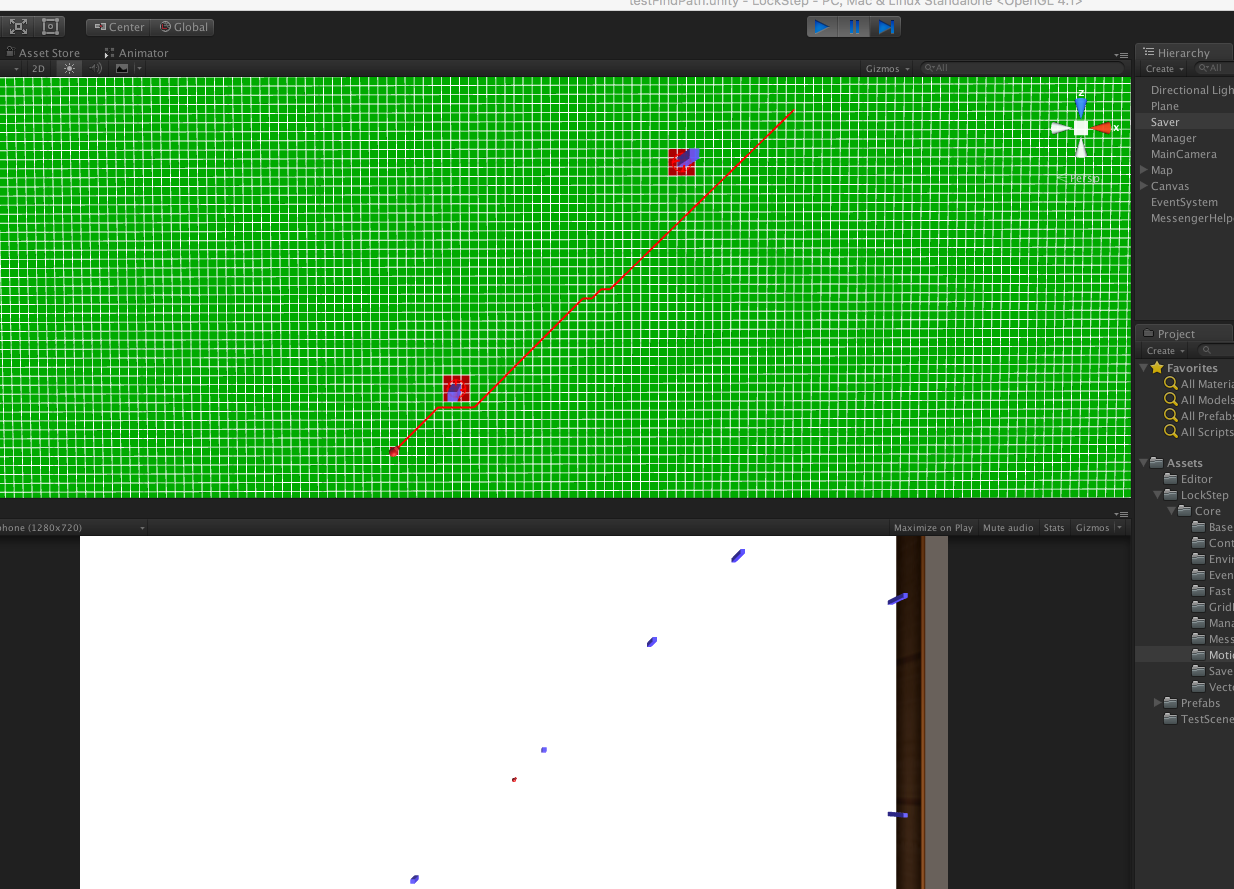 testFindPath.unity - LockStep - PC, Mac & Linux Standalone <OpenGL 4.1>
Center Global
Asset Store Animator
2D Gizmos All
Hierarchy
Create All
Directional Ligh
Plane
Saver
Manager
MainCamera
Map
Canvas
EventSystem
MessengerHelp
z
x
Persp
Project
Create
Favorites
All Materia
All Models
All Prefabs
All Scripts
Assets
Editor
LockStep
Core
Base
Cont
Envir
Even
Fast
Gridl
Mana
Mess
Motio
Save
Vecto
Prefabs
TestScene
phone (1280x720) Maximize on Play Mute audio Stats Gizmos